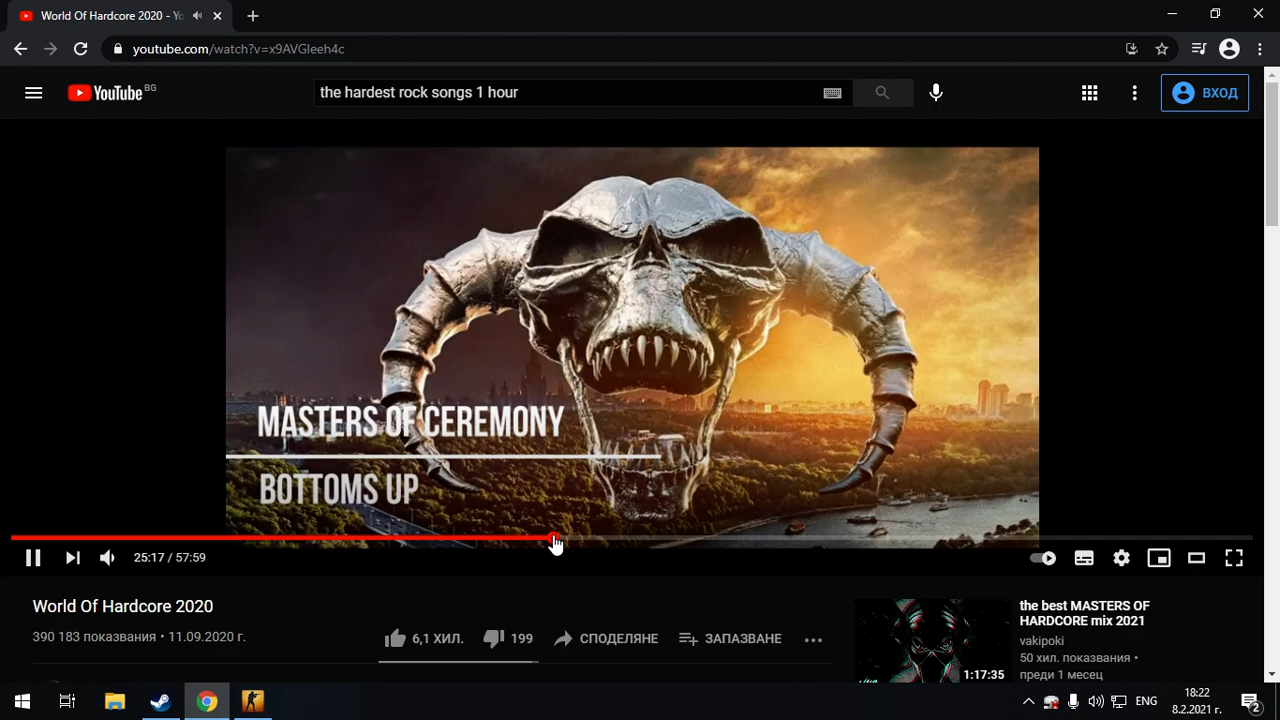 World Of Hardcore 2020 - Yo
youtube.com/watch?v=x9AVGleeh4c
YouTube BG
the hardest rock songs 1 hour
ВХОД
MASTERS OF CEREMONY
BOTTOMS UP
25:17 / 57:59
World Of Hardcore 2020
390 183 показвания • 11.09.2020 г.
6,1 ХИЛ.
199
СПОДЕЛЯНЕ
ЗАПАЗВАНЕ
the best MASTERS OF
HARDCORE mix 2021
vakipoki
50 хил. показвания •
преди 1 месец
1:17:35
ENG
18:22
8.2.2021 г.
2